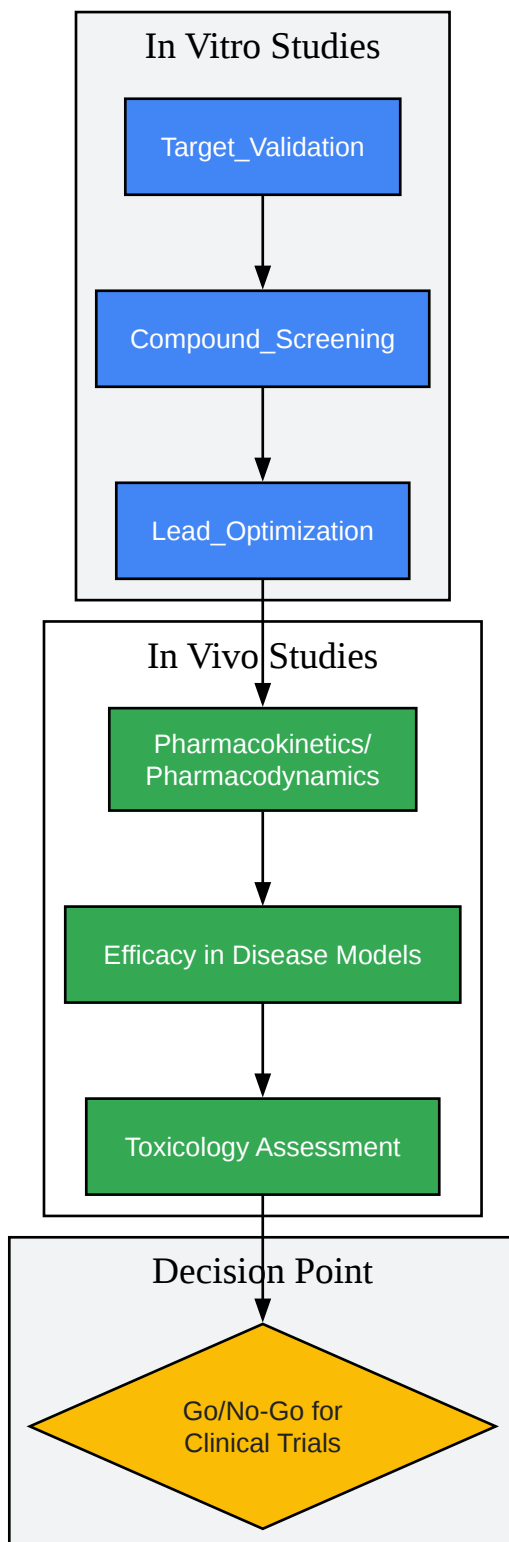 In Vitro Studies
Target_Validation
Compound_Screening
Lead_Optimization
In Vivo Studies
Pharmacokinetics/
Pharmacodynamics
Efficacy in Disease Models
Toxicology Assessment
Decision Point
Go/No-Go for
Clinical Trials